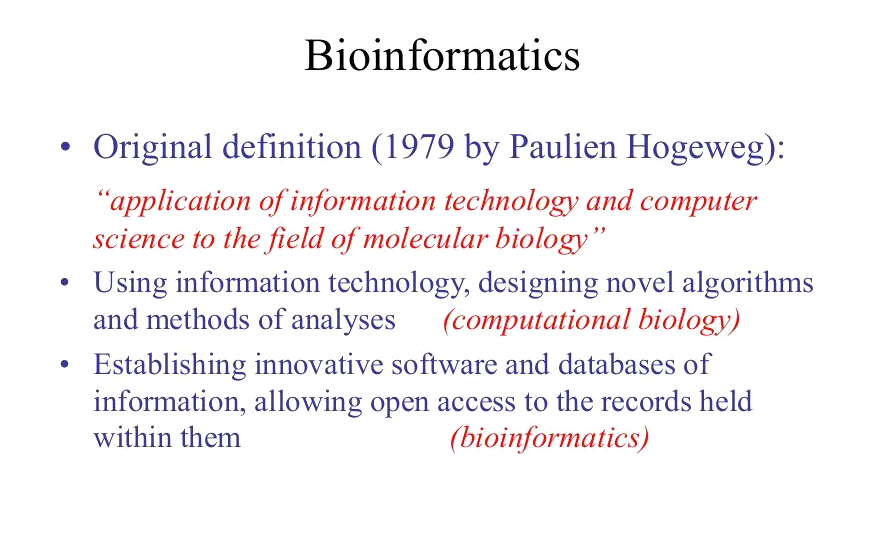 Bioinformatics
• Original definition (1979 by Paulien Hogeweg):
“application of information technology and computer
science to the field of molecular biology”
• Using information technology, designing novel algorithms
and methods of analyses (computational biology)
• Establishing innovative software and databases of
information, allowing open access to the records held
within them (bioinformatics)